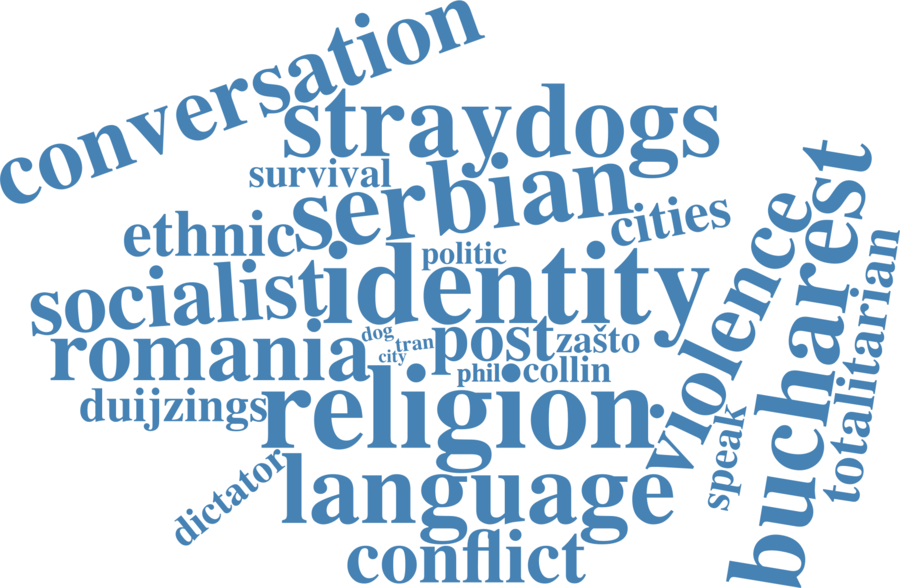 conversation
straydogs
survival
serbian
ethnic
cities
politic
socialist
identity
violence
bucharest
totalitarian
romania
dog
tran
city
post
zašto
phil
collin
duijzings
religion
speak
dictator
language
conflict